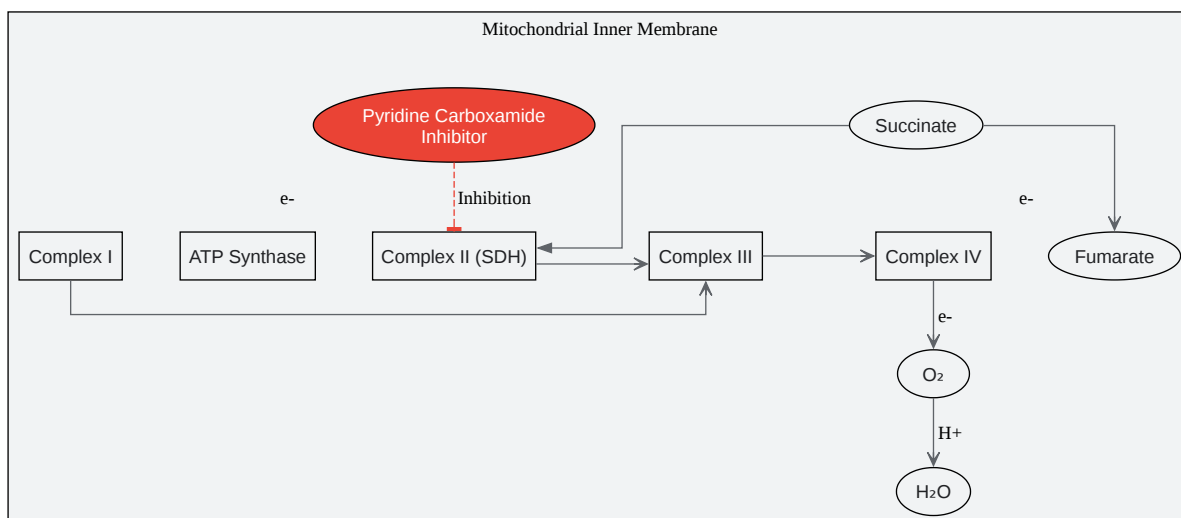 Mitochondrial Inner Membrane
Pyridine Carboxamide
Inhibitor
Succinate
e-
Inhibition
e-
Complex I
ATP Synthase
Complex II (SDH)
Complex III
Complex IV
Fumarate
e-
O₂
H+
H₂O